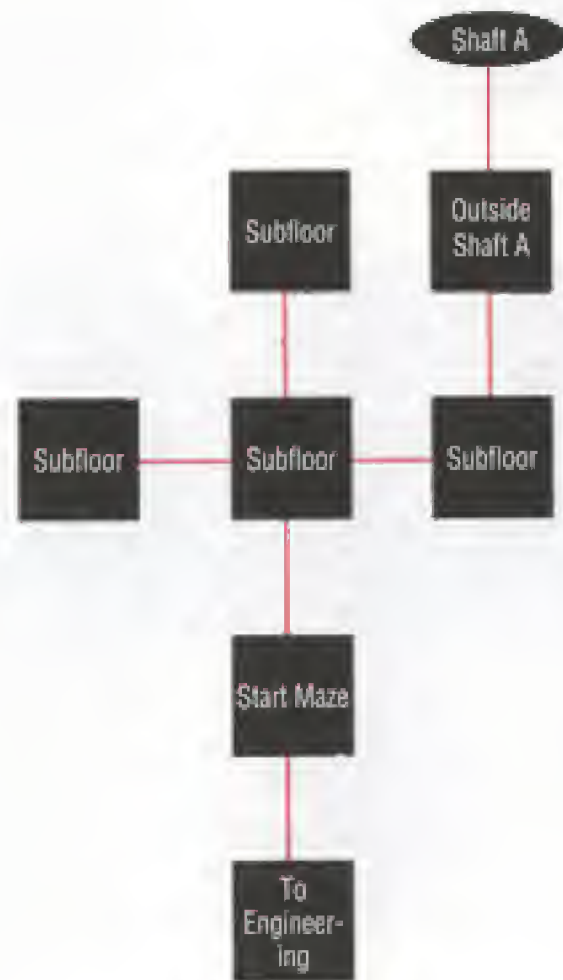 Shaft A
Subfloor
Outside
Shaft A
Subfloor
Subfloor
Subfloor
Start Maze
To
Engineer-
ing